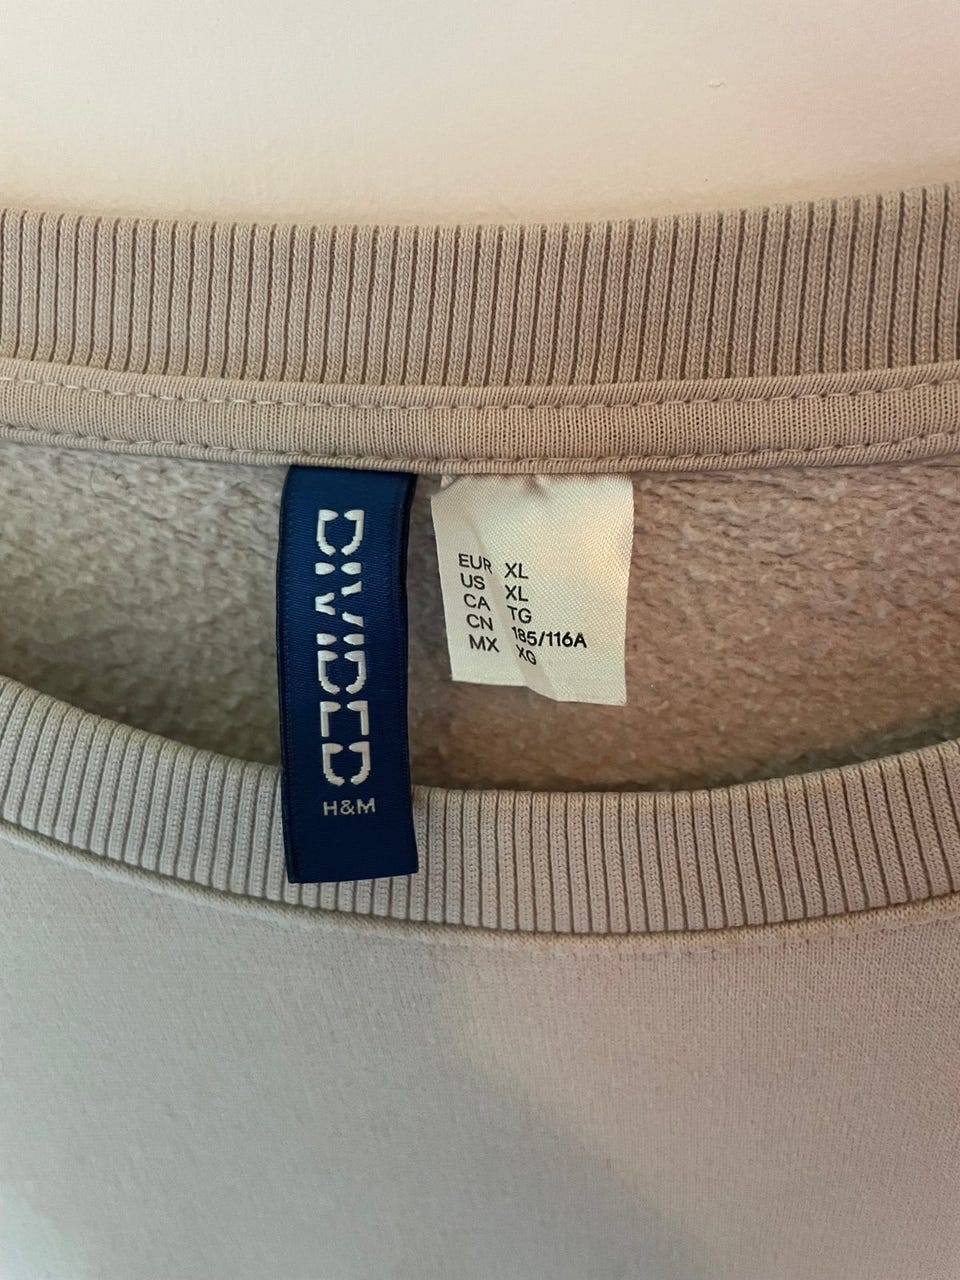 DIVIDED
H&M
EUR XL
US XL
CA TG
CN 185/116A
MX XG